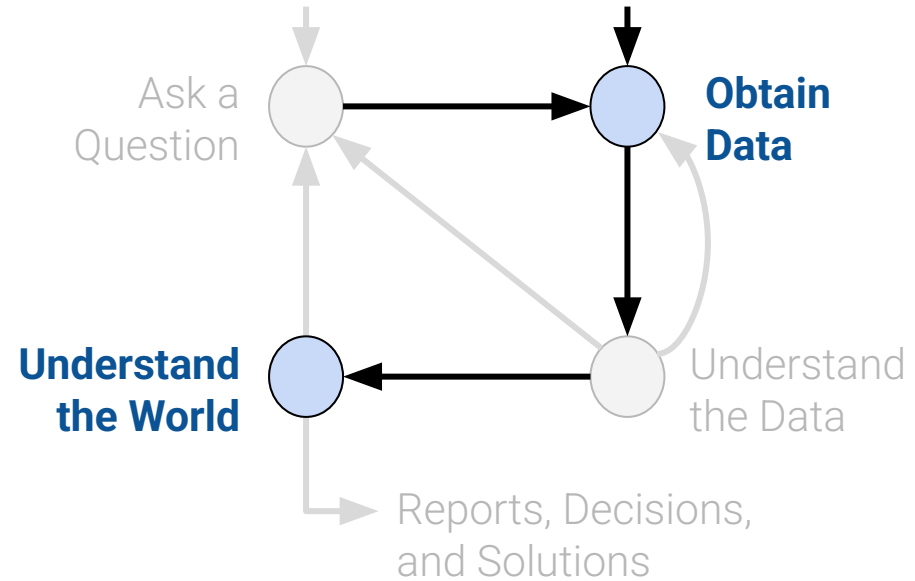 Ask a
Question
Obtain
Data
Understand
the World
Understand
the Data
Reports, Decisions,
and Solutions